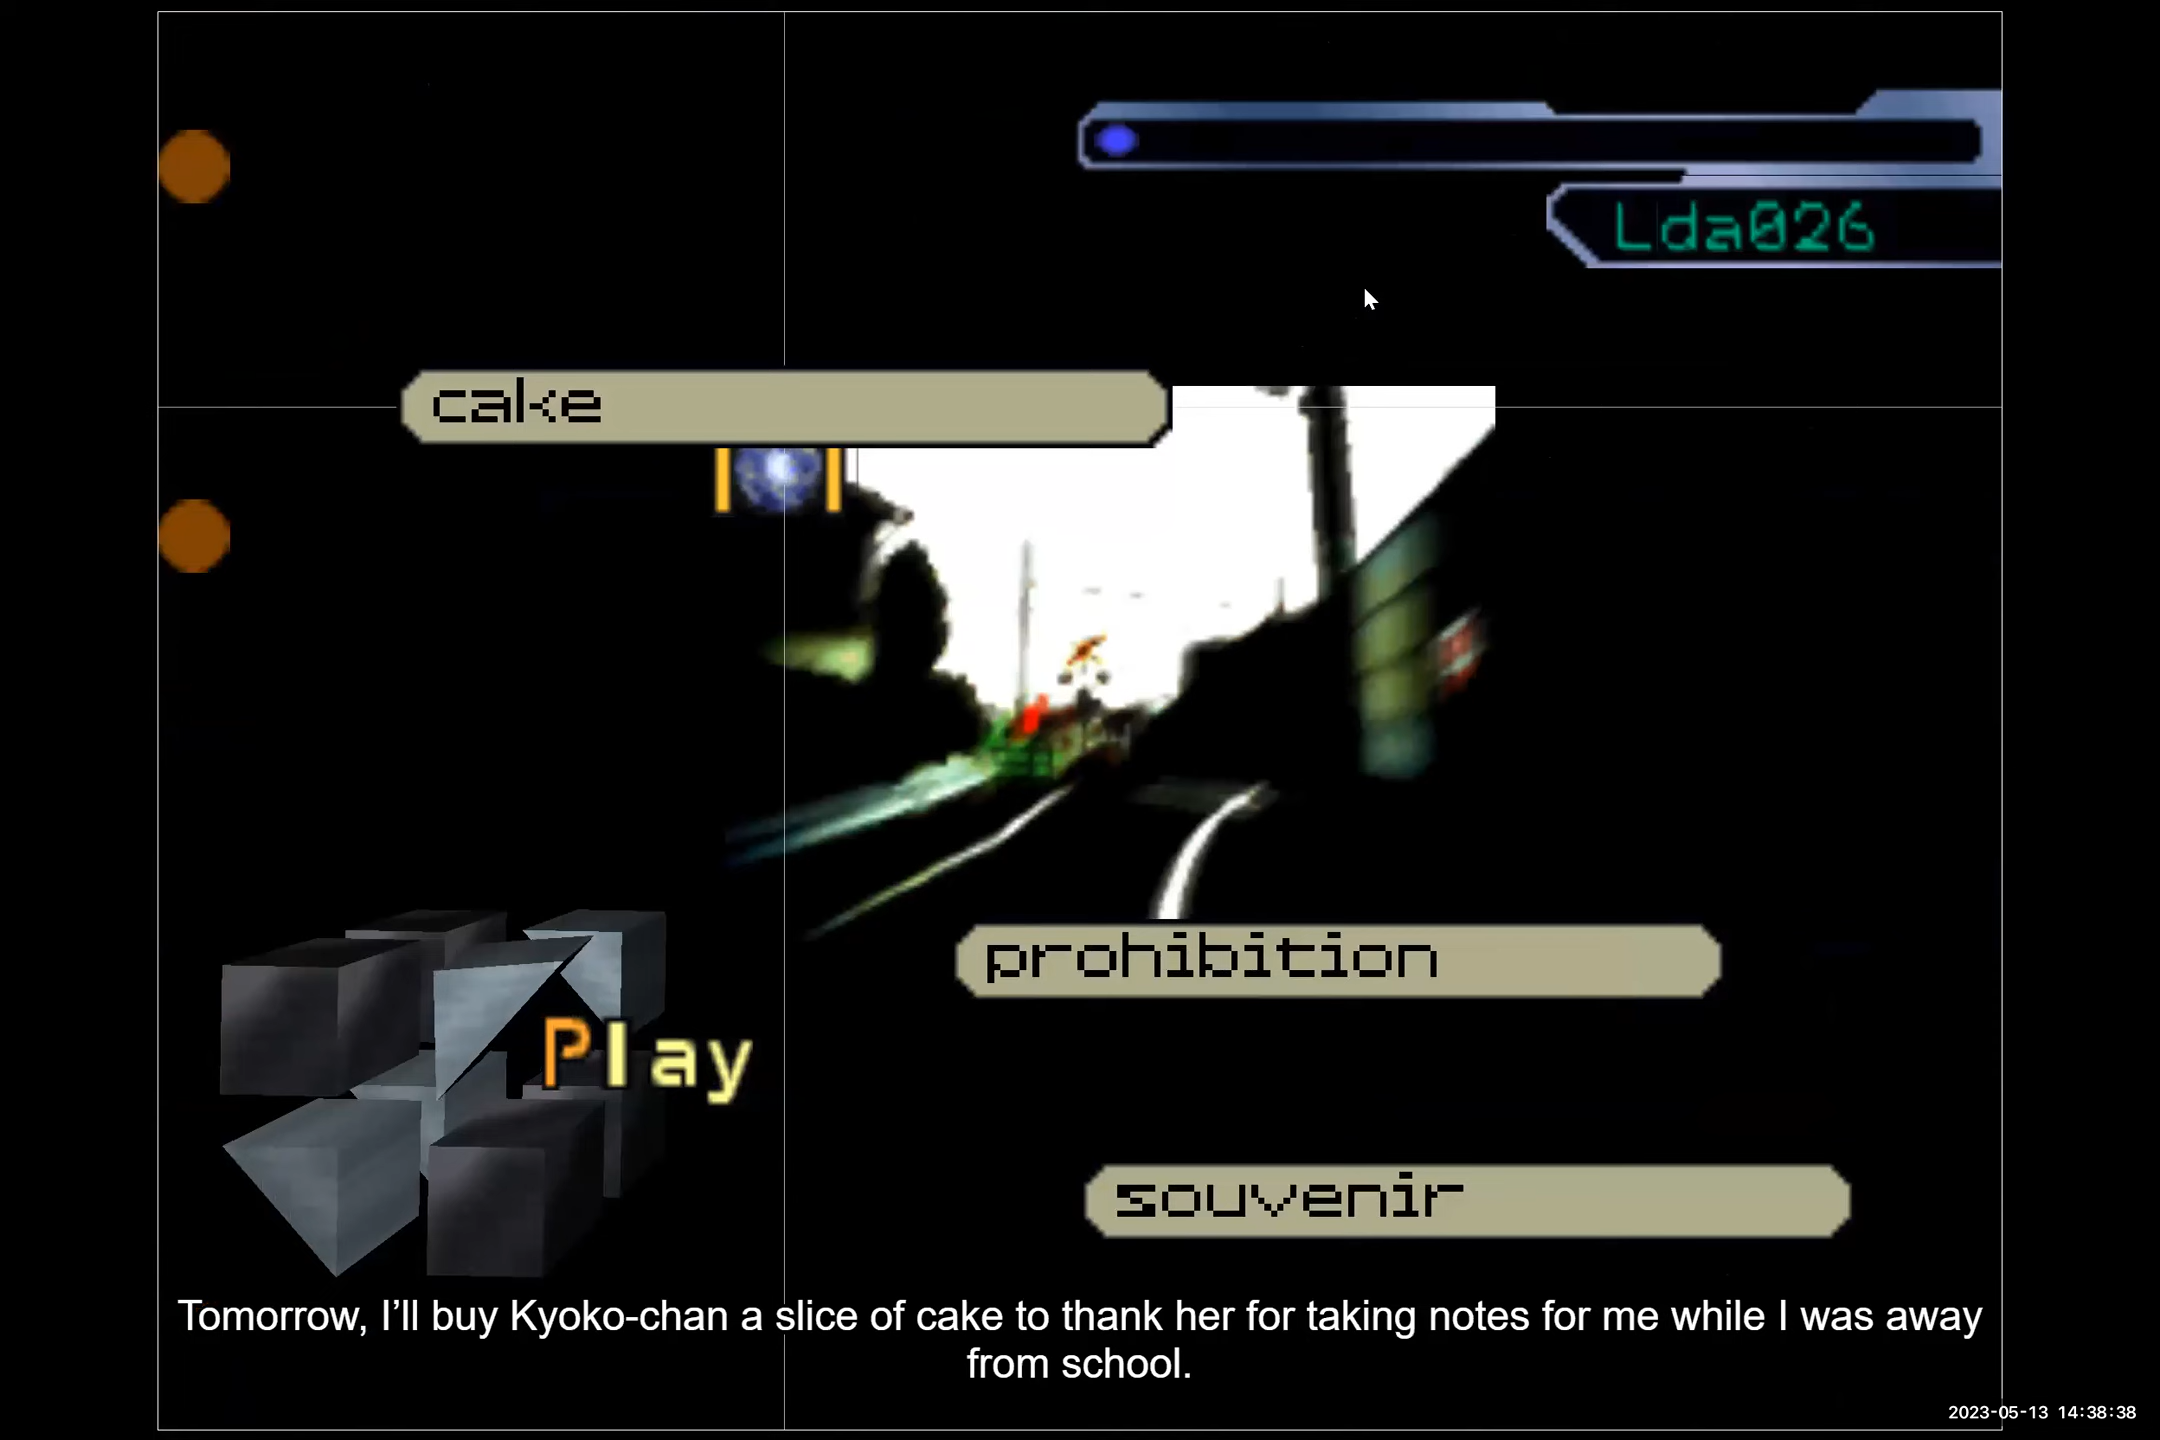 Lda026
cake
prohibition
Play
souvenir
Tomorrow, I’ll buy Kyoko-chan a slice of cake to thank her for taking notes for me while I was away
from school.
2023-05-13 14:38:38